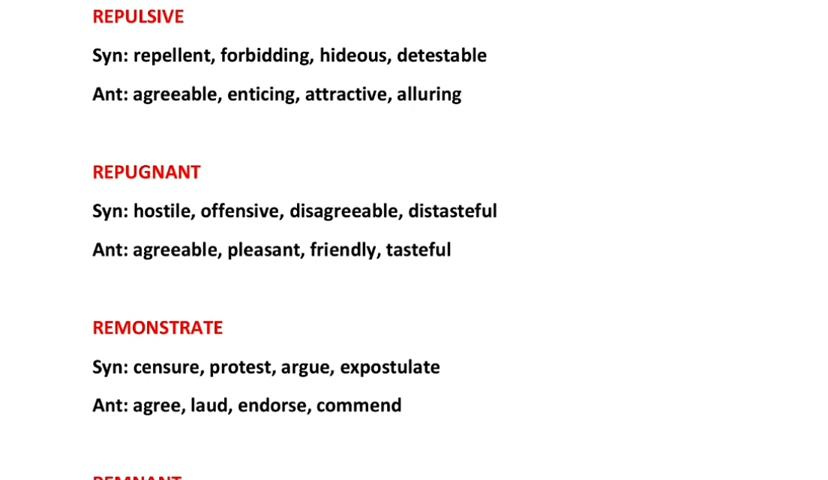 REPULSIVE
Syn: repellent, forbidding, hideous, detestable
Ant: agreeable, enticing, attractive, alluring
REPUGNANT
Syn: hostile, offensive, disagreeable, distasteful
Ant: agreeable, pleasant, friendly, tasteful
REMONSTRATE
Syn: censure, protest, argue, expostulate
Ant: agree, laud, endorse, commend
REMNANT